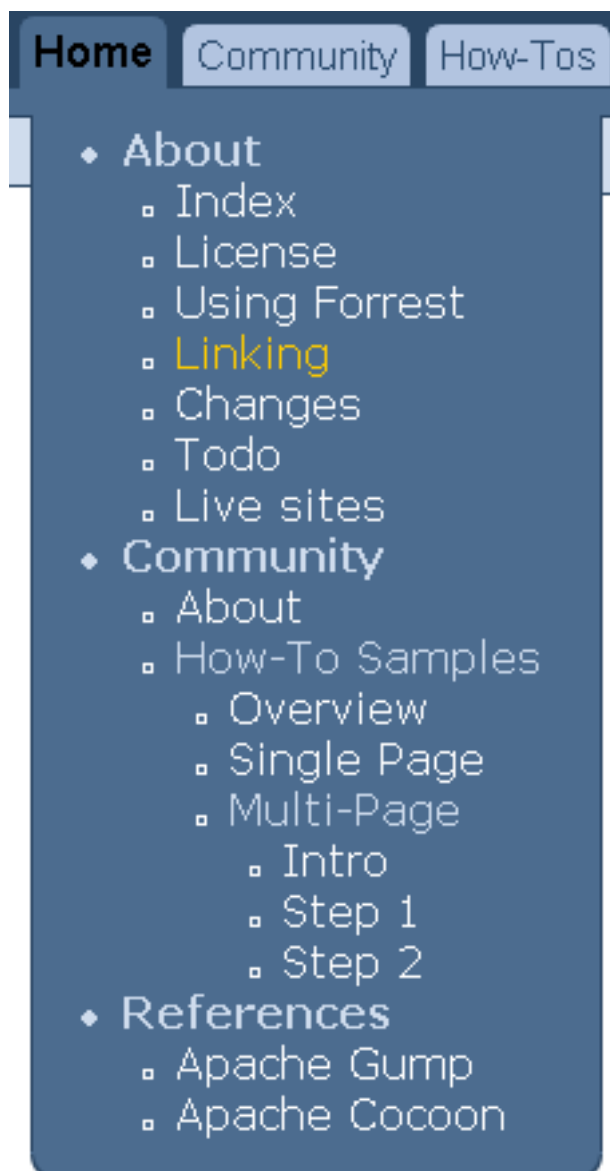 Home Community How-Tos
About
Index
License
Using Forrest
Linking
Changes
Todo
Live sites
Community
About
How-To Samples
Overview
Single Page
Multi-Page
Intro
Step 1
Step 2
References
Apache Gump
Apache Cocoon